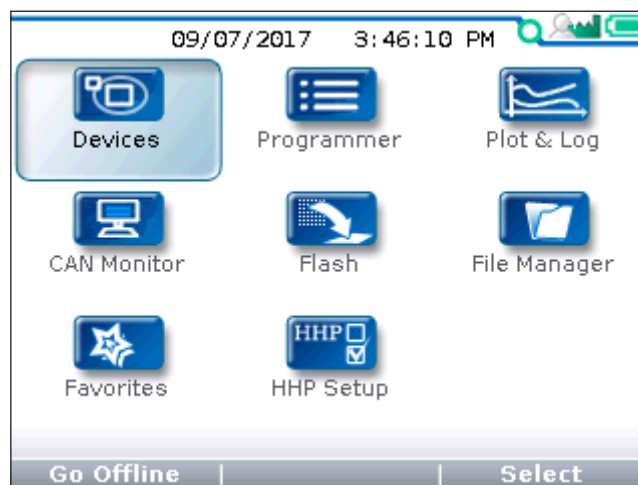 09/07/2017 3:46:10 PM
Devices Programmer Plot & Log
CAN Monitor Flash File Manager
HHP
Favorites HHP Setup
Go Offline Select